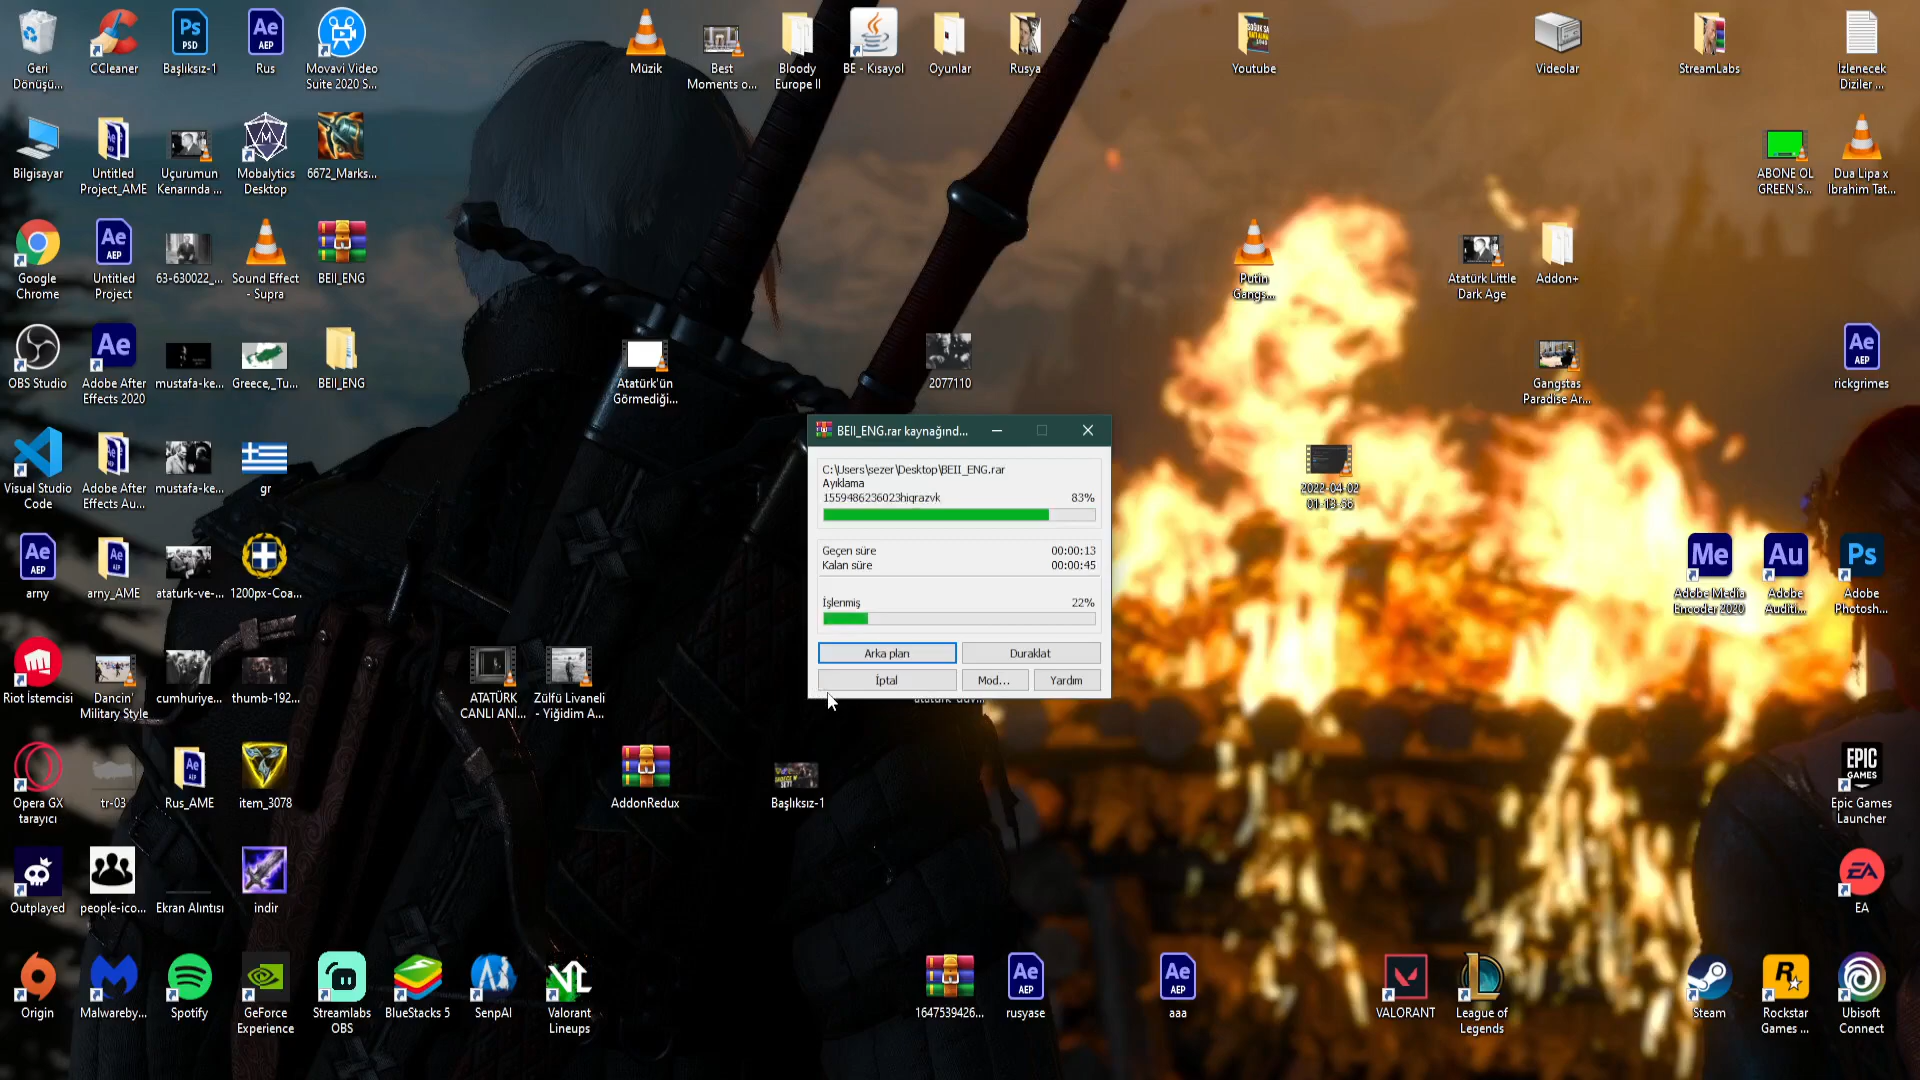 Geri
Dönüşü...
CCleaner
Başlıksız-1
Rus
Movavi Video
Suite 2020 S...
Müzik
Best
Moments o...
Bloody
Europe II
BE - Kısayol
Oyunlar
Rusya
Youtube
Videolar
StreamLabs
İzlenecek
Diziler ...
Bilgisayar
Untitled
Project_AME
Uçurumun
Kenarında ...
Mobalytics
Desktop
6672_Marks...
ABONE OL
GREEN S...
Dua Lipa x
Ibrahim Tat...
Google
Chrome
Untitled
Project
63-630022_...
Sound Effect
- Supra
BEII_ENG
Putin
Gangs...
Atatürk Little
Dark Age
Addon+
OBS Studio
Adobe After
Effects 2020
mustafa-ke...
Greece,_Tu...
BEII_ENG
Atatürk'ün
Görmediği...
2077110
Gangstas
Paradise Ar...
rickgrimes
BEII_ENG.rar kaynağınd...
C:\Users\sezer\Desktop\BEII_ENG.rar
Ayıklama
1559486236023hiqrazvk 83%
Geçen süre 00:00:13
Kalan süre 00:00:45
İşlenmiş 22%
Arka plan
Duraklat
İptal
Mod...
Yardım
Visual Studio
Code
Adobe After
Effects Au...
mustafa-ke...
gr
2022-04-02
01-13-56
arny
arny_AME
ataturk-ve-...
1200px-Coa...
Adobe Media
Encoder 2020
Adobe
Auditi...
Adobe
Photosh...
Riot İstemcisi
Dancin'
Military Style
cumhuriye...
thumb-192...
ATATÜRK
CANLI ANİ...
Zülfü Livaneli
- Yiğidim A...
Opera GX
tarayıcı
tr-03
Rus_AME
item_3078
AddonRedux
Başlıksız-1
Epic Games
Launcher
Outplayed
people-ico...
Ekran Alıntısı
indir
EA
Origin
Malwareby...
Spotify
GeForce
Experience
Streamlabs
OBS
BlueStacks 5
SenpAI
Valorant
Lineups
1647539426...
rusyase
aaa
VALORANT
League of
Legends
Steam
Rockstar
Games ...
Ubisoft
Connect